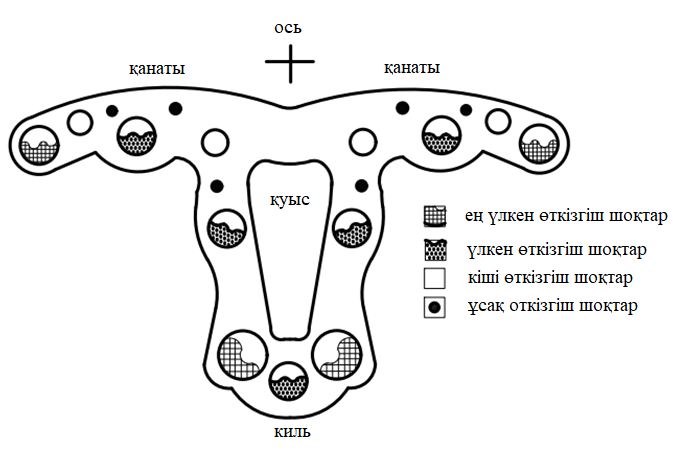 ось
қанаты
қанаты
қуыс
ең үлкен өткізгіш шоқтар
үлкен өткізгіш шоқтар
кіші өткізгіш шоқтар
ұсақ откізгіш шоқтар
киль